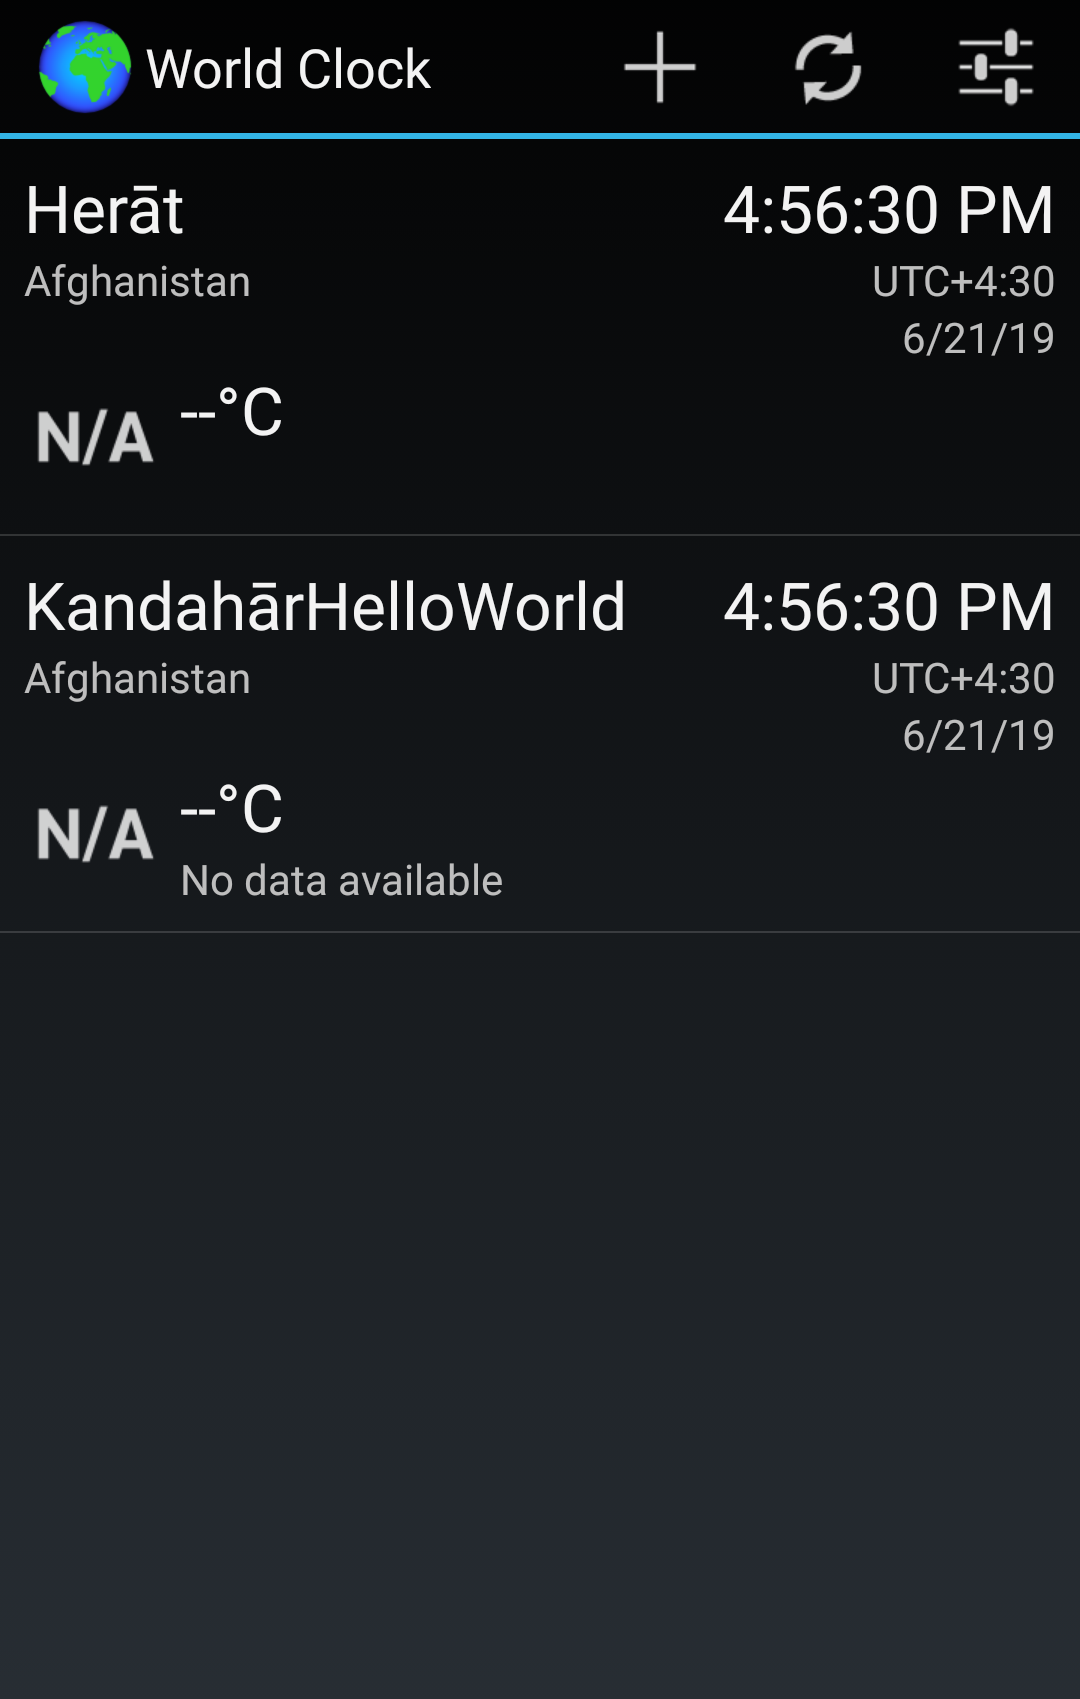 World Clock
Herāt 4:56:30 PM
Afghanistan UTC+4:30
6/21/19
N/A --°C
KandahārHelloWorld 4:56:30 PM
Afghanistan UTC+4:30
6/21/19
N/A --°C
No data available